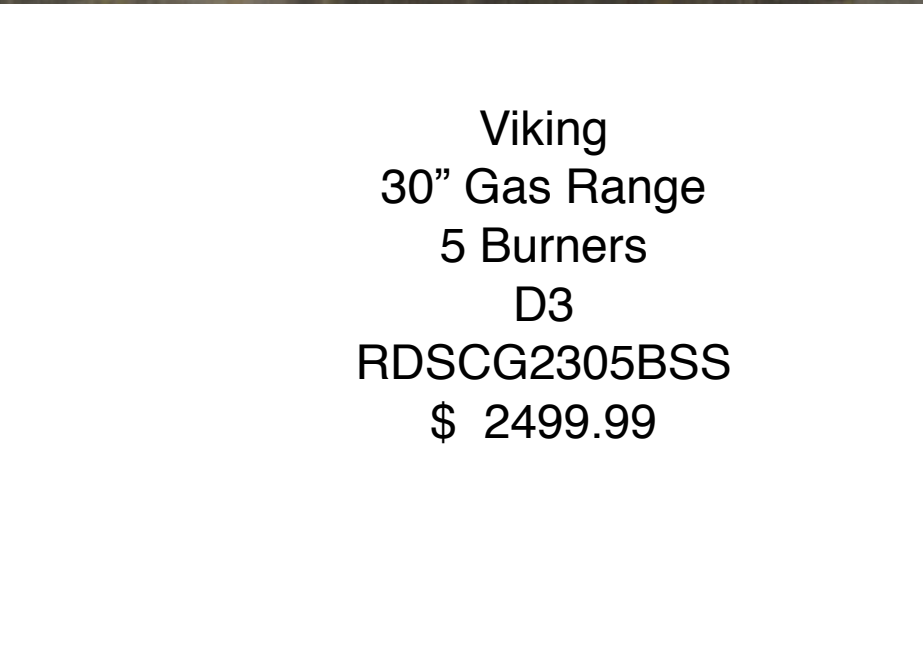 Viking
30” Gas Range
5 Burners
D3
RDSCG2305BSS
$  2499.99